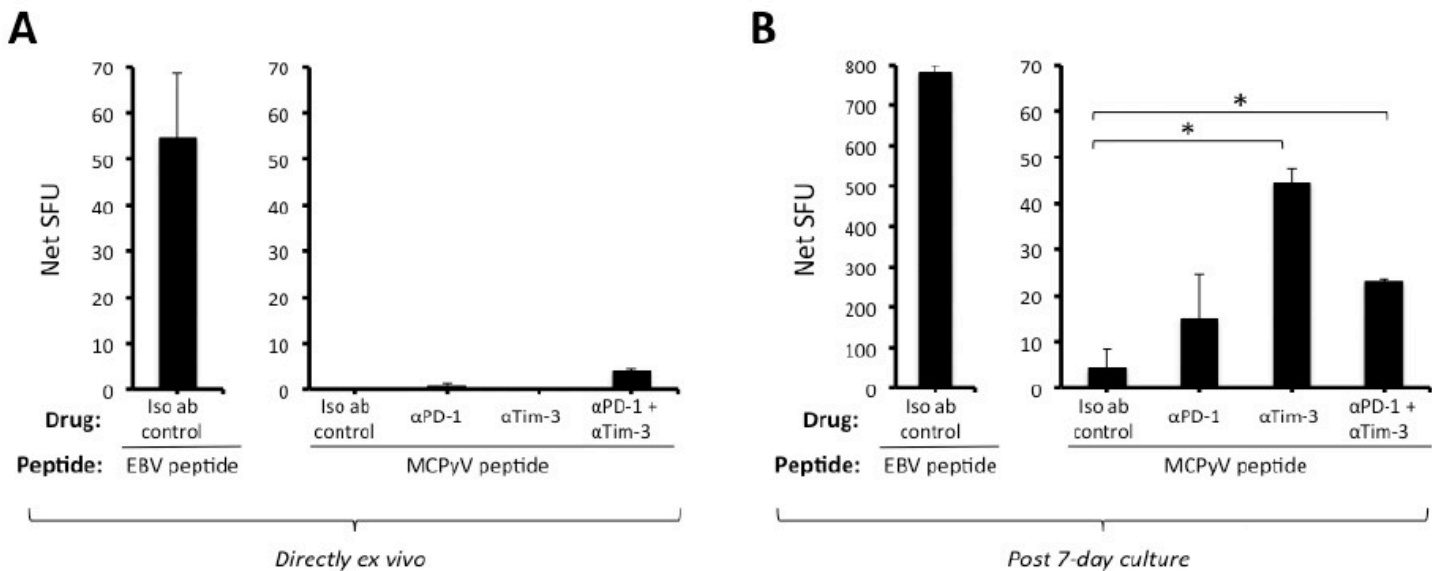 A
Net SFU
70
60
50
40
30
20
10
0
70
60
50
40
30
20
10
0
Drug:
Iso ab
control
Iso ab
control
αPD-1
αTim-3
αPD-1 +
αTim-3
Peptide:
EBV peptide
MCPyV peptide
Directly ex vivo
B
Net SFU
800
700
600
500
400
300
200
100
0
70
60
50
40
30
20
10
0
*
*
Drug:
Iso ab
control
Iso ab
control
αPD-1
αTim-3
αPD-1 +
αTim-3
Peptide:
EBV peptide
MCPyV peptide
Post 7-day culture